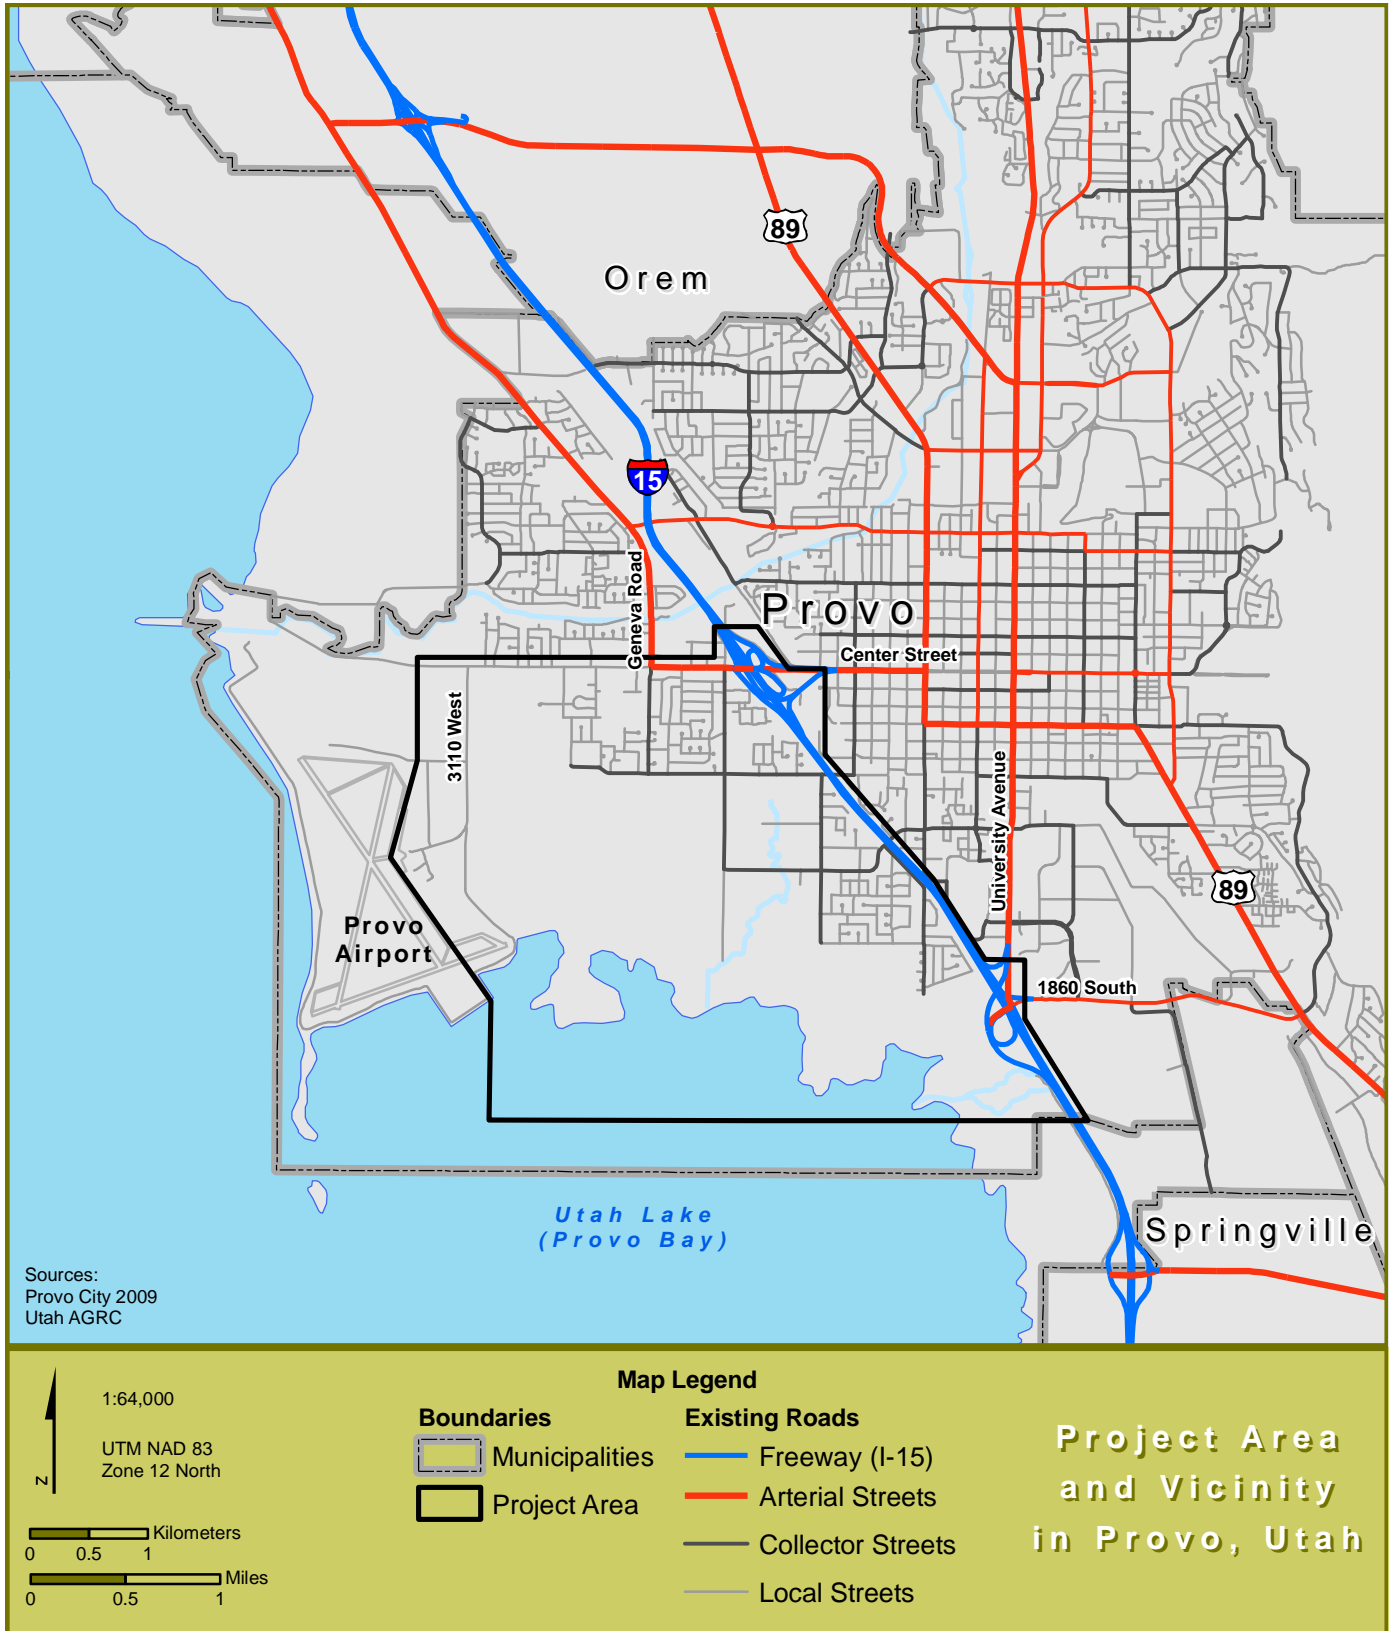 89
Orem
15
Provo
Geneva Road
Center Street
3110 West
University Avenue
89
Provo
Airport
1860 South
Utah Lake
(Provo Bay)
Springville
Sources:
Provo City 2009
Utah AGRC
Map Legend
1:64,000
UTM NAD 83
Zone 12 North
N
Kilometers
0 0.5 1
Miles
0 0.5 1
Boundaries
Municipalities
Project Area
Existing Roads
Freeway (I-15)
Arterial Streets
Collector Streets
Local Streets
Project Area
and Vicinity
in Provo, Utah